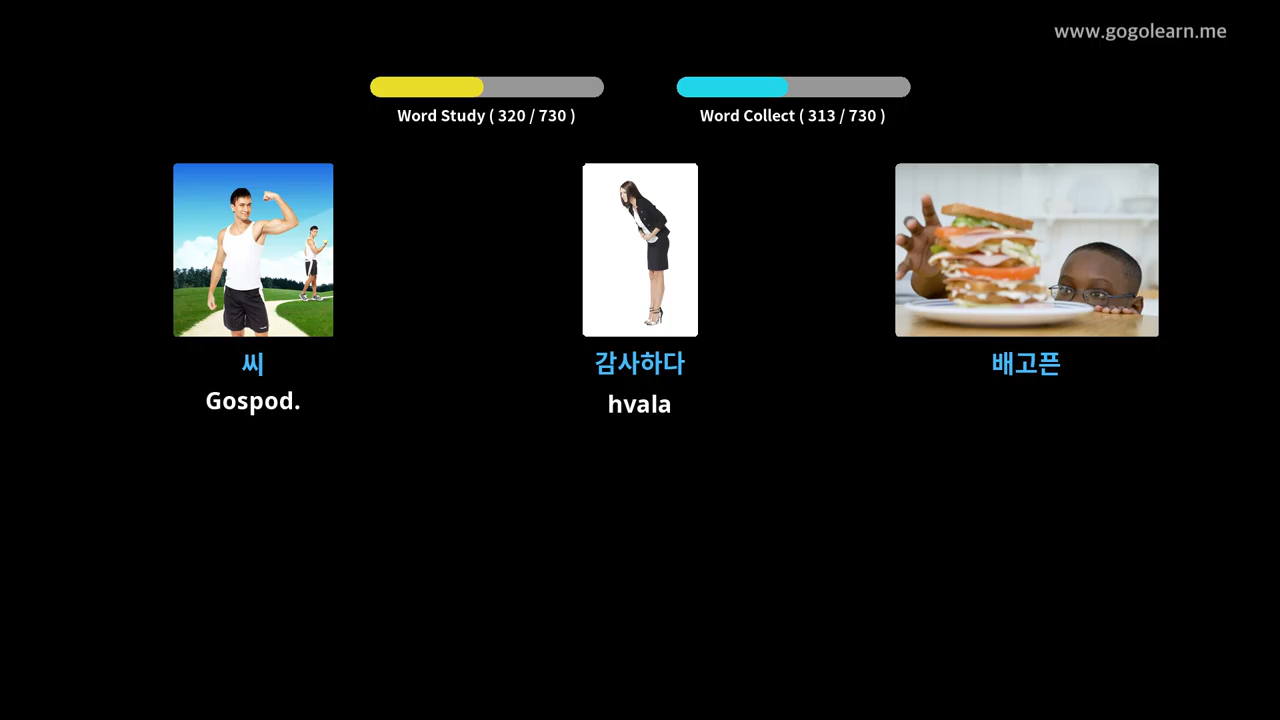 www.gogolearn.me
Word Study ( 320 / 730 )
Word Collect ( 313 / 730 )
씨
감사하다
배고픈
Gospod.
hvala